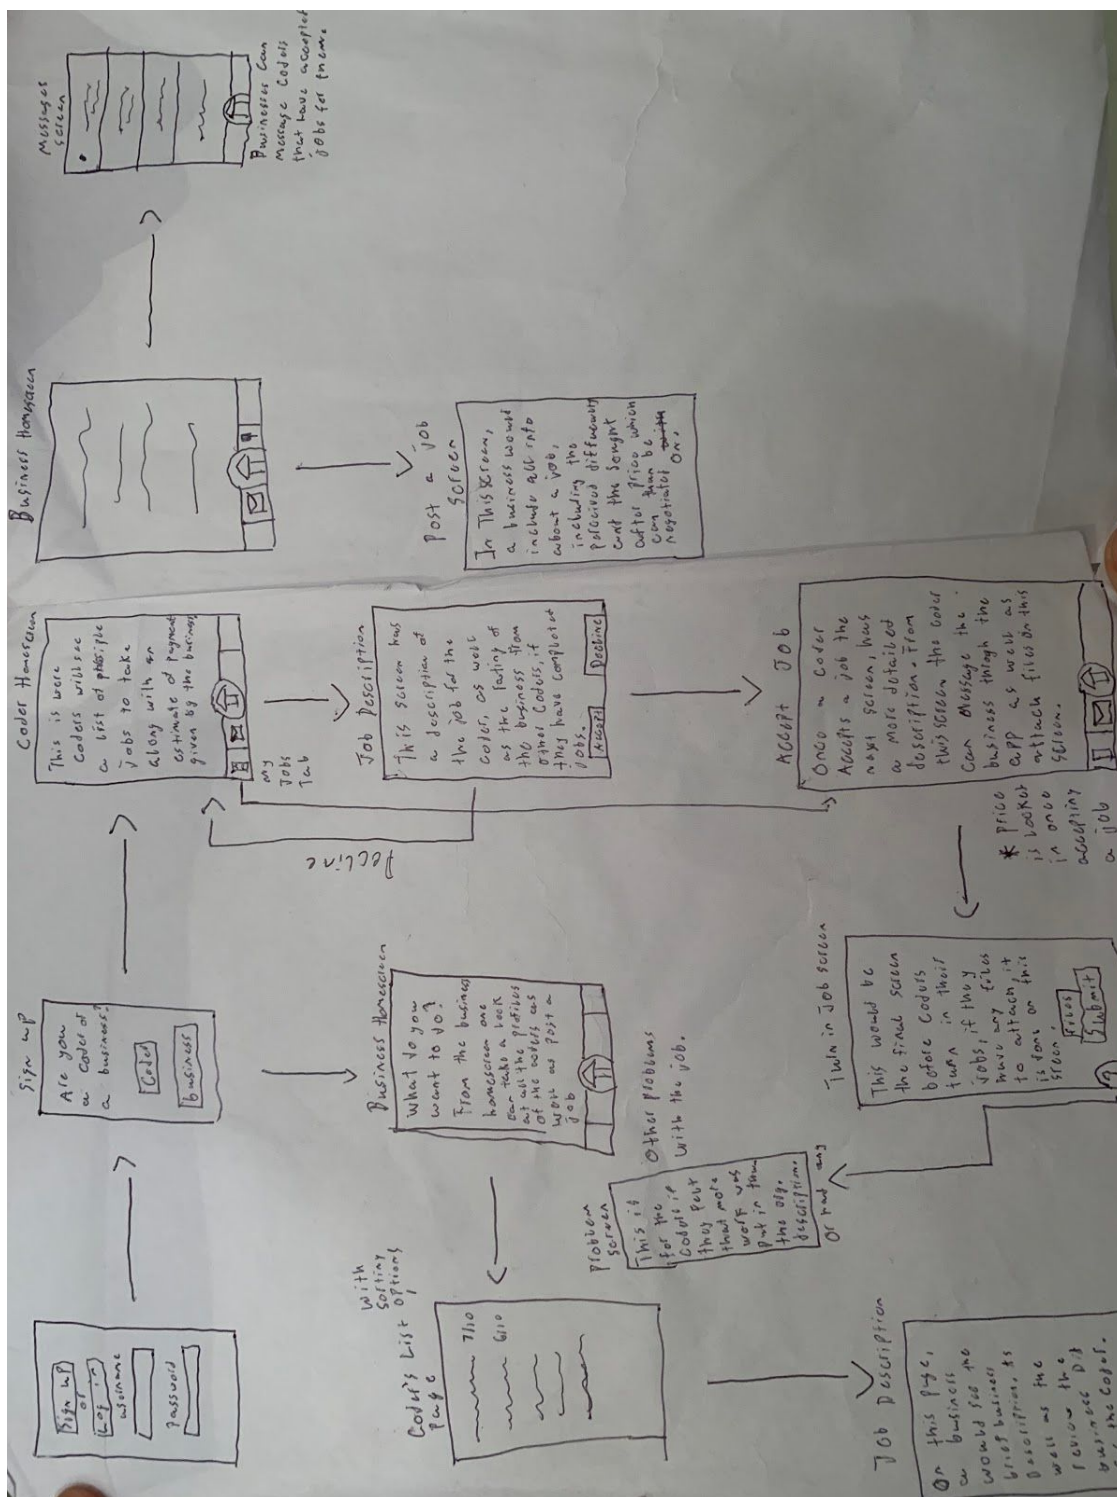 Sign up
or
Log in
username
Password
Sign up
Are you
a coder or
a business?
Coder
business
Coder Homescreen
This is were
Coders will see
a list of possible
jobs to take
along with an
estimate of payment
given by the business
my
Jobs
Tab
Business Homescreen
Messages
screen
Businesses can
Message Coders
that have accepted
jobs for them.
With
sorting
options
Coder's List
Page
7/10
6/10
Business Homescreen
What do you
want to do?
From the business
homescreen one
can take a look
at all the profiles
of the coders as
well as post a
job
Decline
Job Description
This screen has
a description of
the job for the
coder, as well
as the rating of
the business from
other Coders, if
they have completed
jobs.
Accept
Decline
Post a job
screen
In This screen,
a business would
include all info
about a job,
including the
perceived differculty
and the sought
after price which
can than be
negotiated on.
Problem
screen
This is
for the
Coders if
they feel
that more
work was
put in than
the org.
description.
Or had any
Other problems
with the job.
Job Description
On this page,
a business
would see the
brief business
Description. As
well as the
review the
business did
the coder.
Turn in Job screen
This would be
the final screen
before Coders
turn in their
jobs, if they
have any files
to attach, it
is done on this
screen.
Files
Submit
Accept Job
Once a coder
Accepts a job the
next screen, has
a more detailed
description. From
this screen the coder
can message the
business throgh the
app as well as
attach files on this
screen.
* price
is locket
in once
accepting
a job